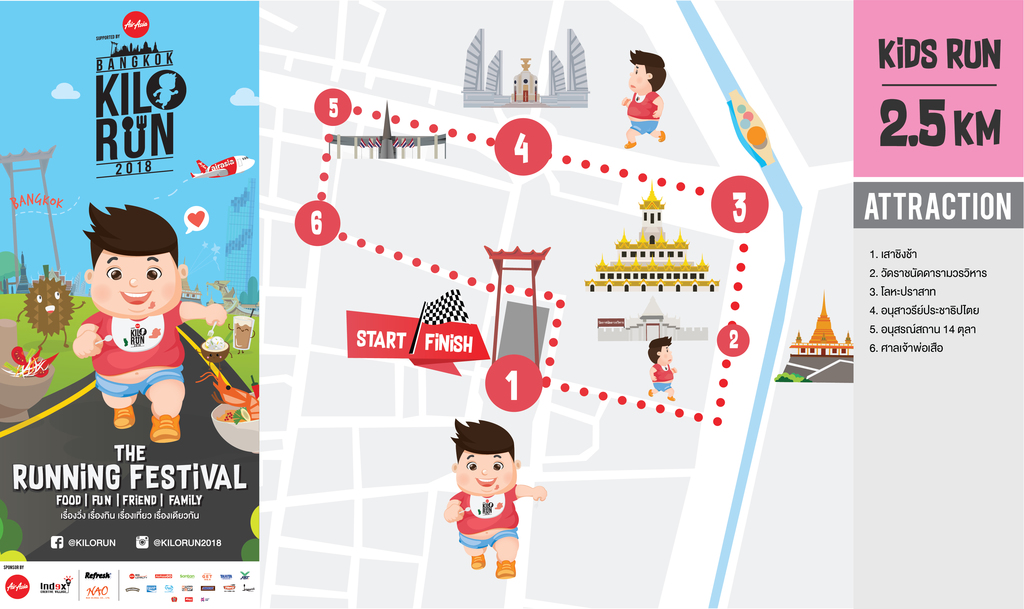 AirAsia
SUPPORTED BY
BANGKOK
KILO
RUN
2018
airasia
BANGKOK
KILO
RUN
THE
RUNNING FESTIVAL
FOOD | FUN | FRIEND | FAMILY
เรื่องวิ่ง เรื่องกิน เรื่องเที่ยว เรื่องเดียวกัน
@KILORUN
@KILORUN2018
SPONSOR BY
AirAsia
Index
CREATIVE VILLAGE
Refresh
NAO
5
4
3
6
START
FINISH
1
2
KILO
RUN
KIDS RUN
2.5 KM
ATTRACTION
1. เสาชิงช้า
2. วัดราชนัดดารามวรวิหาร
3. โลหะปราสาท
4. อนุสาวรีย์ประชาธิปไตย
5. อนุสรณ์สถาน 14 ตุลา
6. ศาลเจ้าพ่อเสือ